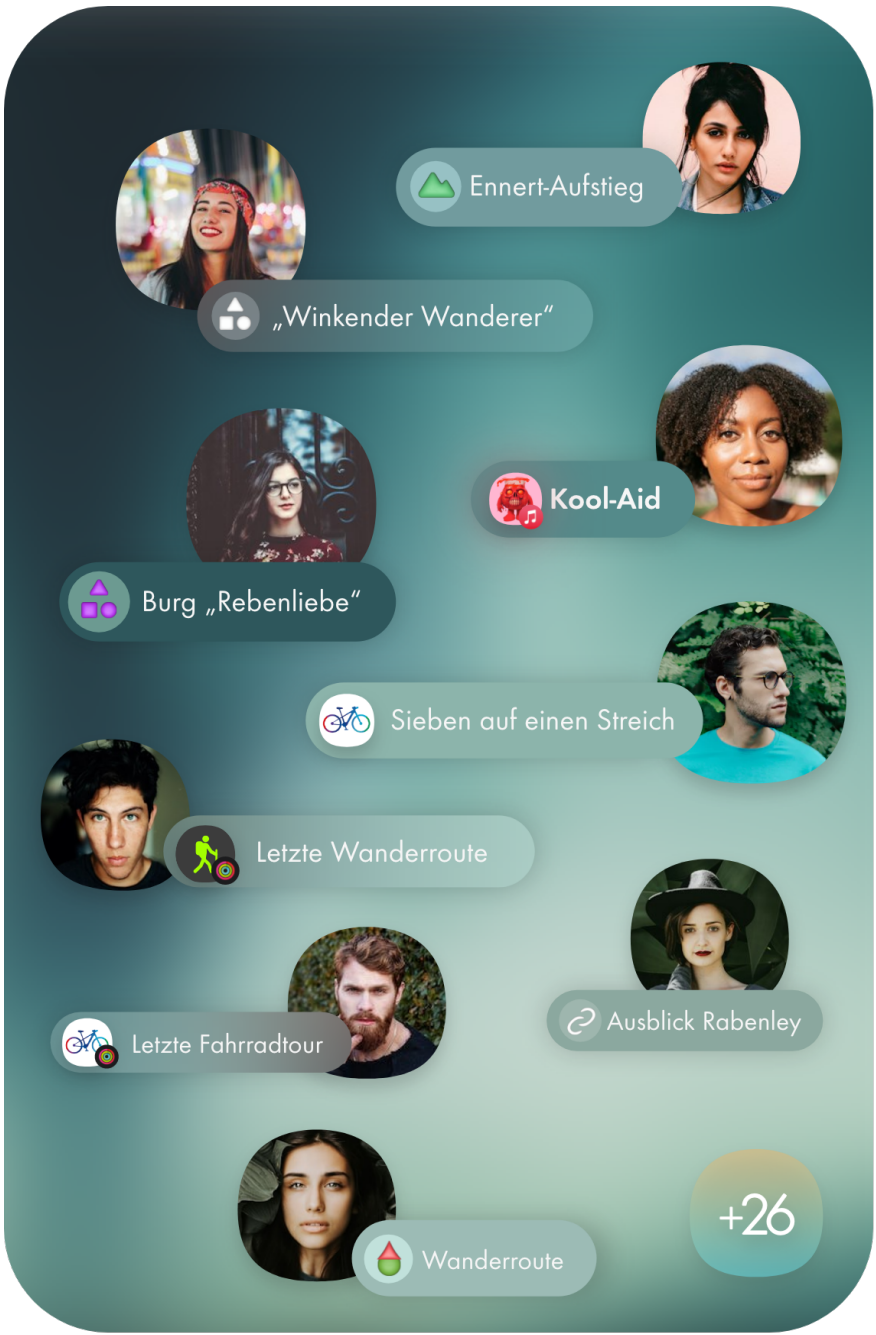 Ennert-Aufstieg
„Winkender Wanderer“
Kool-Aid
Burg „Rebenliebe“
Sieben auf einen Streich
Letzte Wanderroute
Ausblick Rabenley
Letzte Fahrradtour
+26
Wanderroute